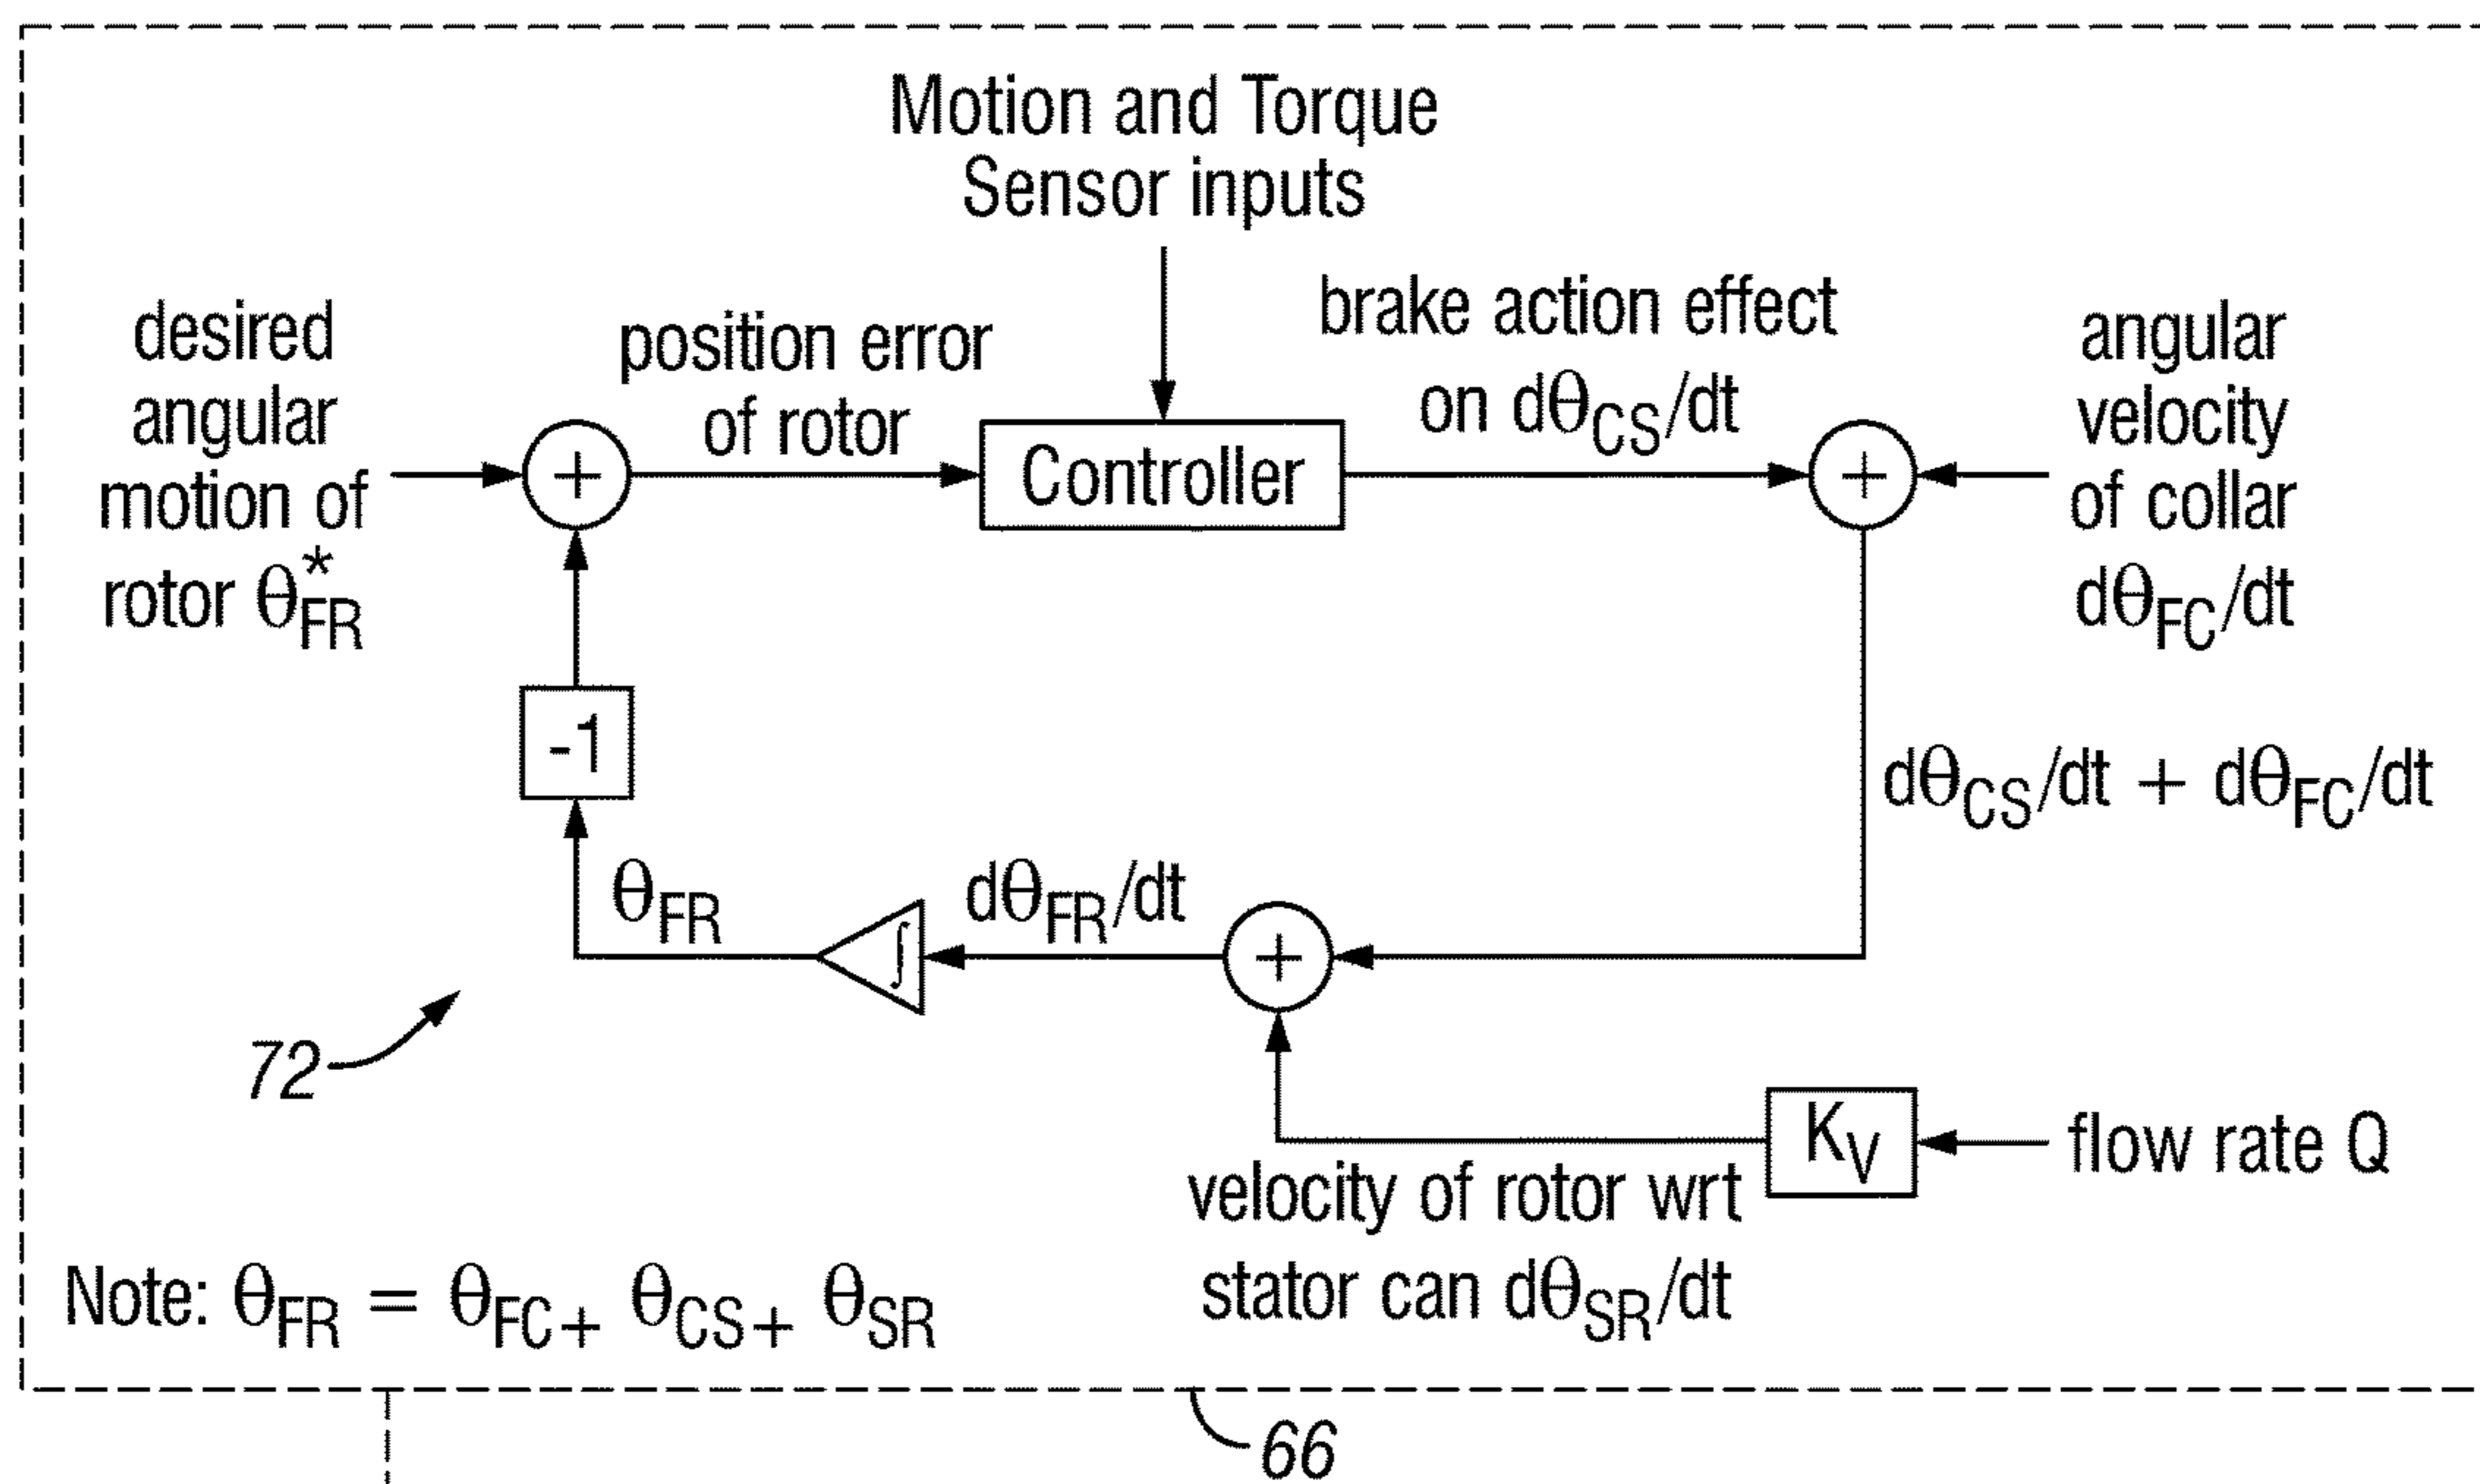 Motion and Torque
Sensor inputs
desired
angular
motion of
rotor θ*FR
position error
of rotor
+
Controller
brake action effect
on dθCS/dt
+
angular
velocity
of collar
dθFC/dt
-1
dθCS/dt + dθFC/dt
θFR
∫
dθFR/dt
+
72
KV
flow rate Q
velocity of rotor wrt
stator can dθSR/dt
Note: θFR = θFC + θCS + θSR
66